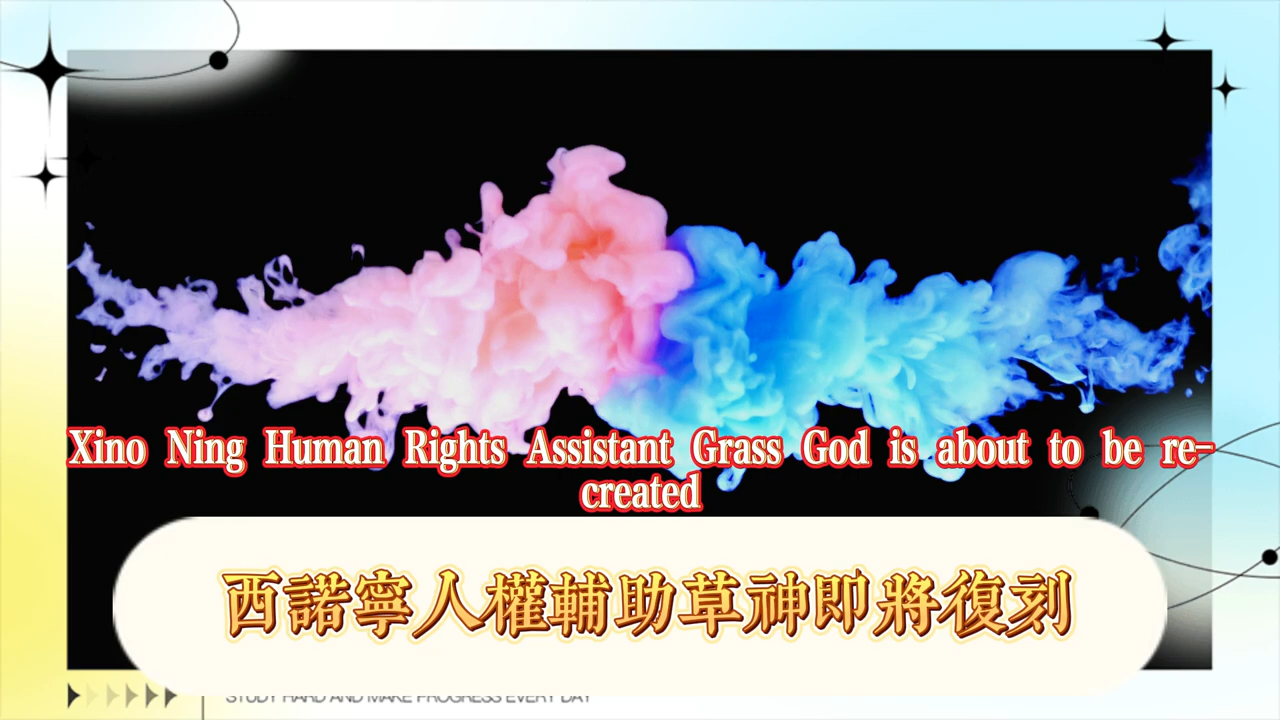 Xino Ning Human Rights Assistant Grass God is about to be re-
created
西諾寧人權輔助草神即將復刻
STUDY HARD AND MAKE PROGRESS EVERY DAY